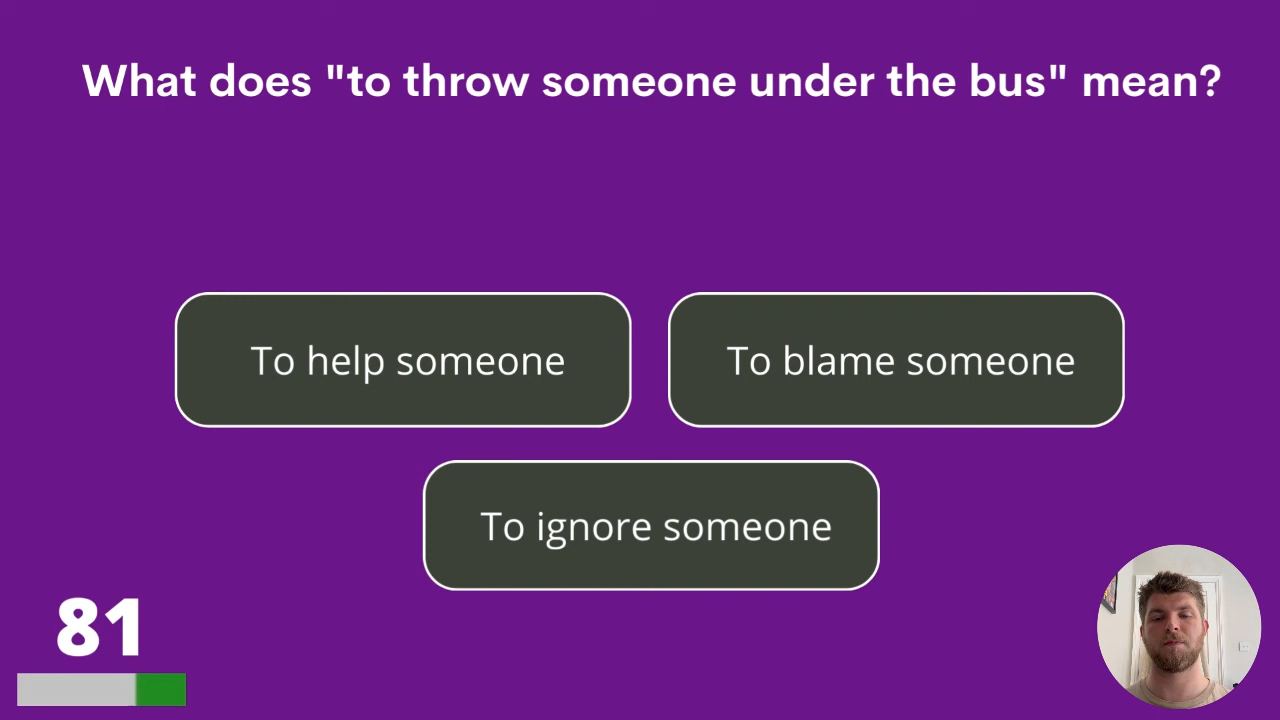 What does "to throw someone under the bus" mean?
To help someone
To blame someone
To ignore someone
81